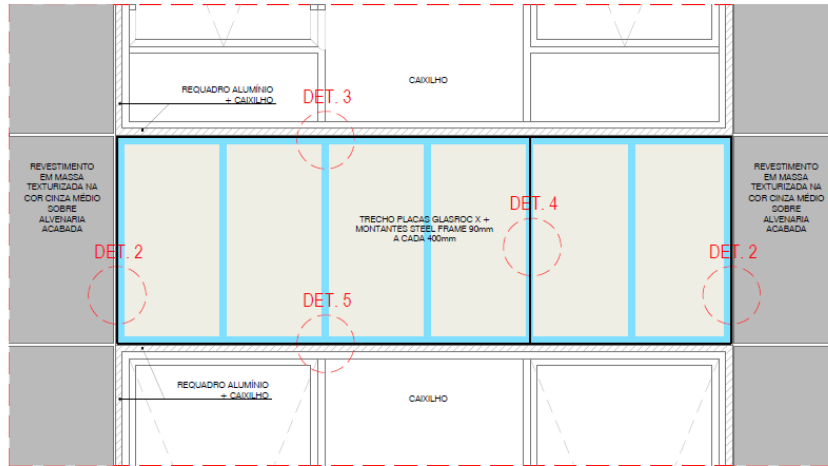 CAIXILHO
REQUADRO ALUMÍNIO
+ CAIXILHO
DET. 3
REVESTIMENTO
EM MASSA
TEXTURIZADA NA
COR CINZA MÉDIO
SOBRE
ALVENARIA
ACABADA
REVESTIMENTO
EM MASSA
TEXTURIZADA NA
COR CINZA MÉDIO
SOBRE
ALVENARIA
ACABADA
DET. 4
TRECHO PLACAS GLASROC X +
MONTANTES STEEL FRAME 90mm
A CADA 400mm
DET. 2
DET. 2
DET. 5
REQUADRO ALUMÍNIO
+ CAIXILHO
CAIXILHO